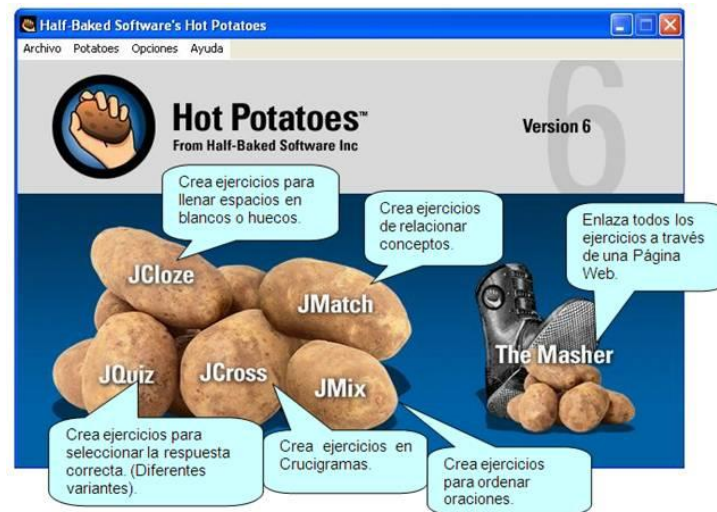 Half-Baked Software's Hot Potatoes
Archivo Potatoes Opciones Ayuda
Hot Potatoes™
From Half-Baked Software Inc
Version 6
6
Crea ejercicios para
llenar espacios en
blancos o huecos.
Crea ejercicios
de relacionar
conceptos.
Enlaza todos los
ejercicios a través
de una Página
Web.
JCloze
JMatch
The Masher
JQuiz
JCross
JMix
Crea ejercicios para
seleccionar la respuesta
correcta. (Diferentes
variantes).
Crea ejercicios en
Crucigramas.
Crea ejercicios
para ordenar
oraciones.